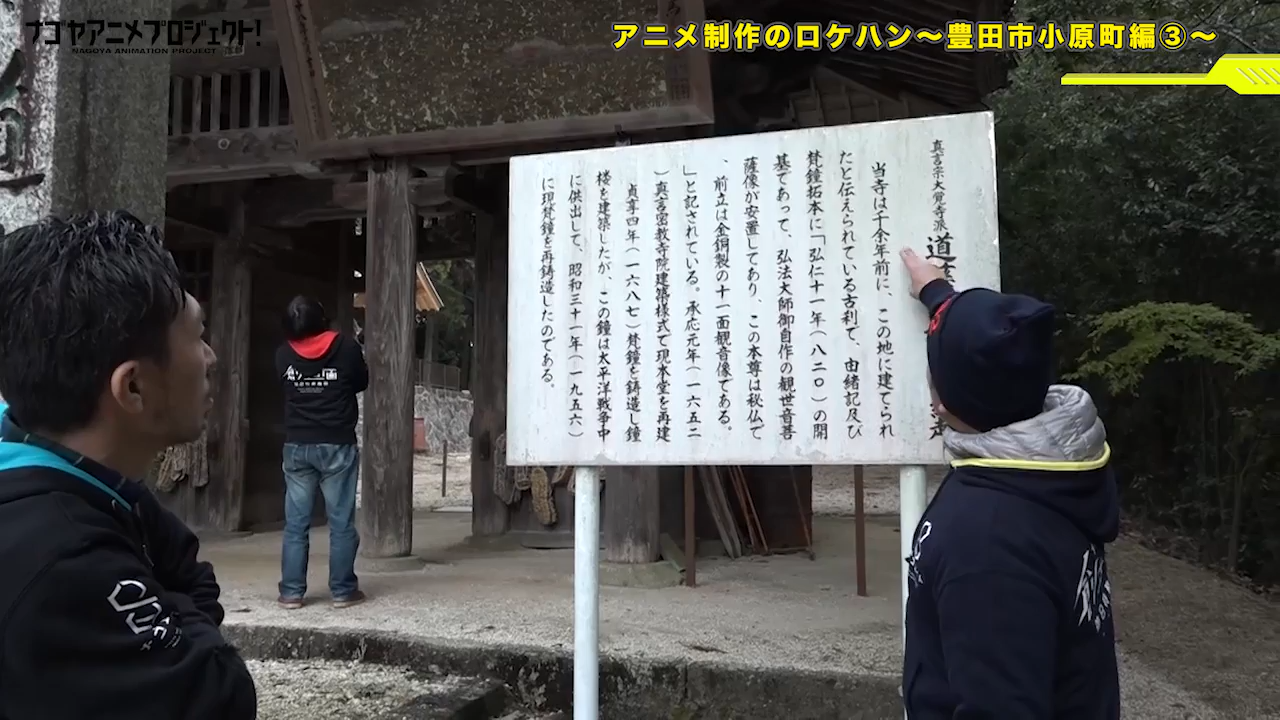 ナゴヤアニメプロジェクト!
NAGOYA ANIMATION PROJECT
アニメ制作のロケハン〜豊田市小原町編③〜
真言宗大覚寺派
当寺は千余年前に、この地に建てられ
たと伝えられている古刹で、由緒記及び
梵鐘拓本に「弘仁十一年(八二〇)の開
基であって、弘法大師御自作の観世音菩
薩像が安置してあり、この本尊は秘仏で
、前立は金銅製の十一面観音像である。
」と記されている。承応元年(一六五二
)真言密教寺院建築様式で現本堂を再建
貞享四年(一六八七)梵鐘を鋳造し鐘
楼を建築したが、この鐘は太平洋戦争中
に供出して、昭和三十一年(一九五六)
に現梵鐘を再鋳造したのである。